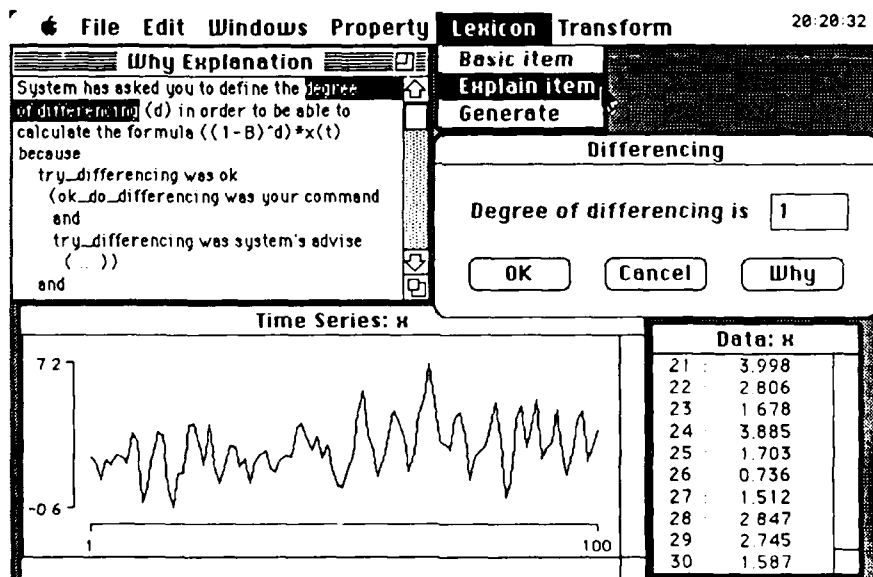 File Edit Windows Property Lexicon Transform 20:20:32
Why Explanation
System has asked you to define the degree
of differencing (d) in order to be able to
calculate the formula ((1-B)^d)*x(t)
because
try_differencing was ok
(ok_do_differencing was your command
and
try_differencing was system's advise
( .. ))
and
Basic item
Explain item
Generate
Differencing
Degree of differencing is 1
OK Cancel Why
Time Series: x
7 2
-0 6
1 100
Data: x
21 : 3.998
22 2.806
23 1 678
24 3.885
25 1.703
26 0.736
27 : 1.512
28 2 847
29 2.745
30 1.587